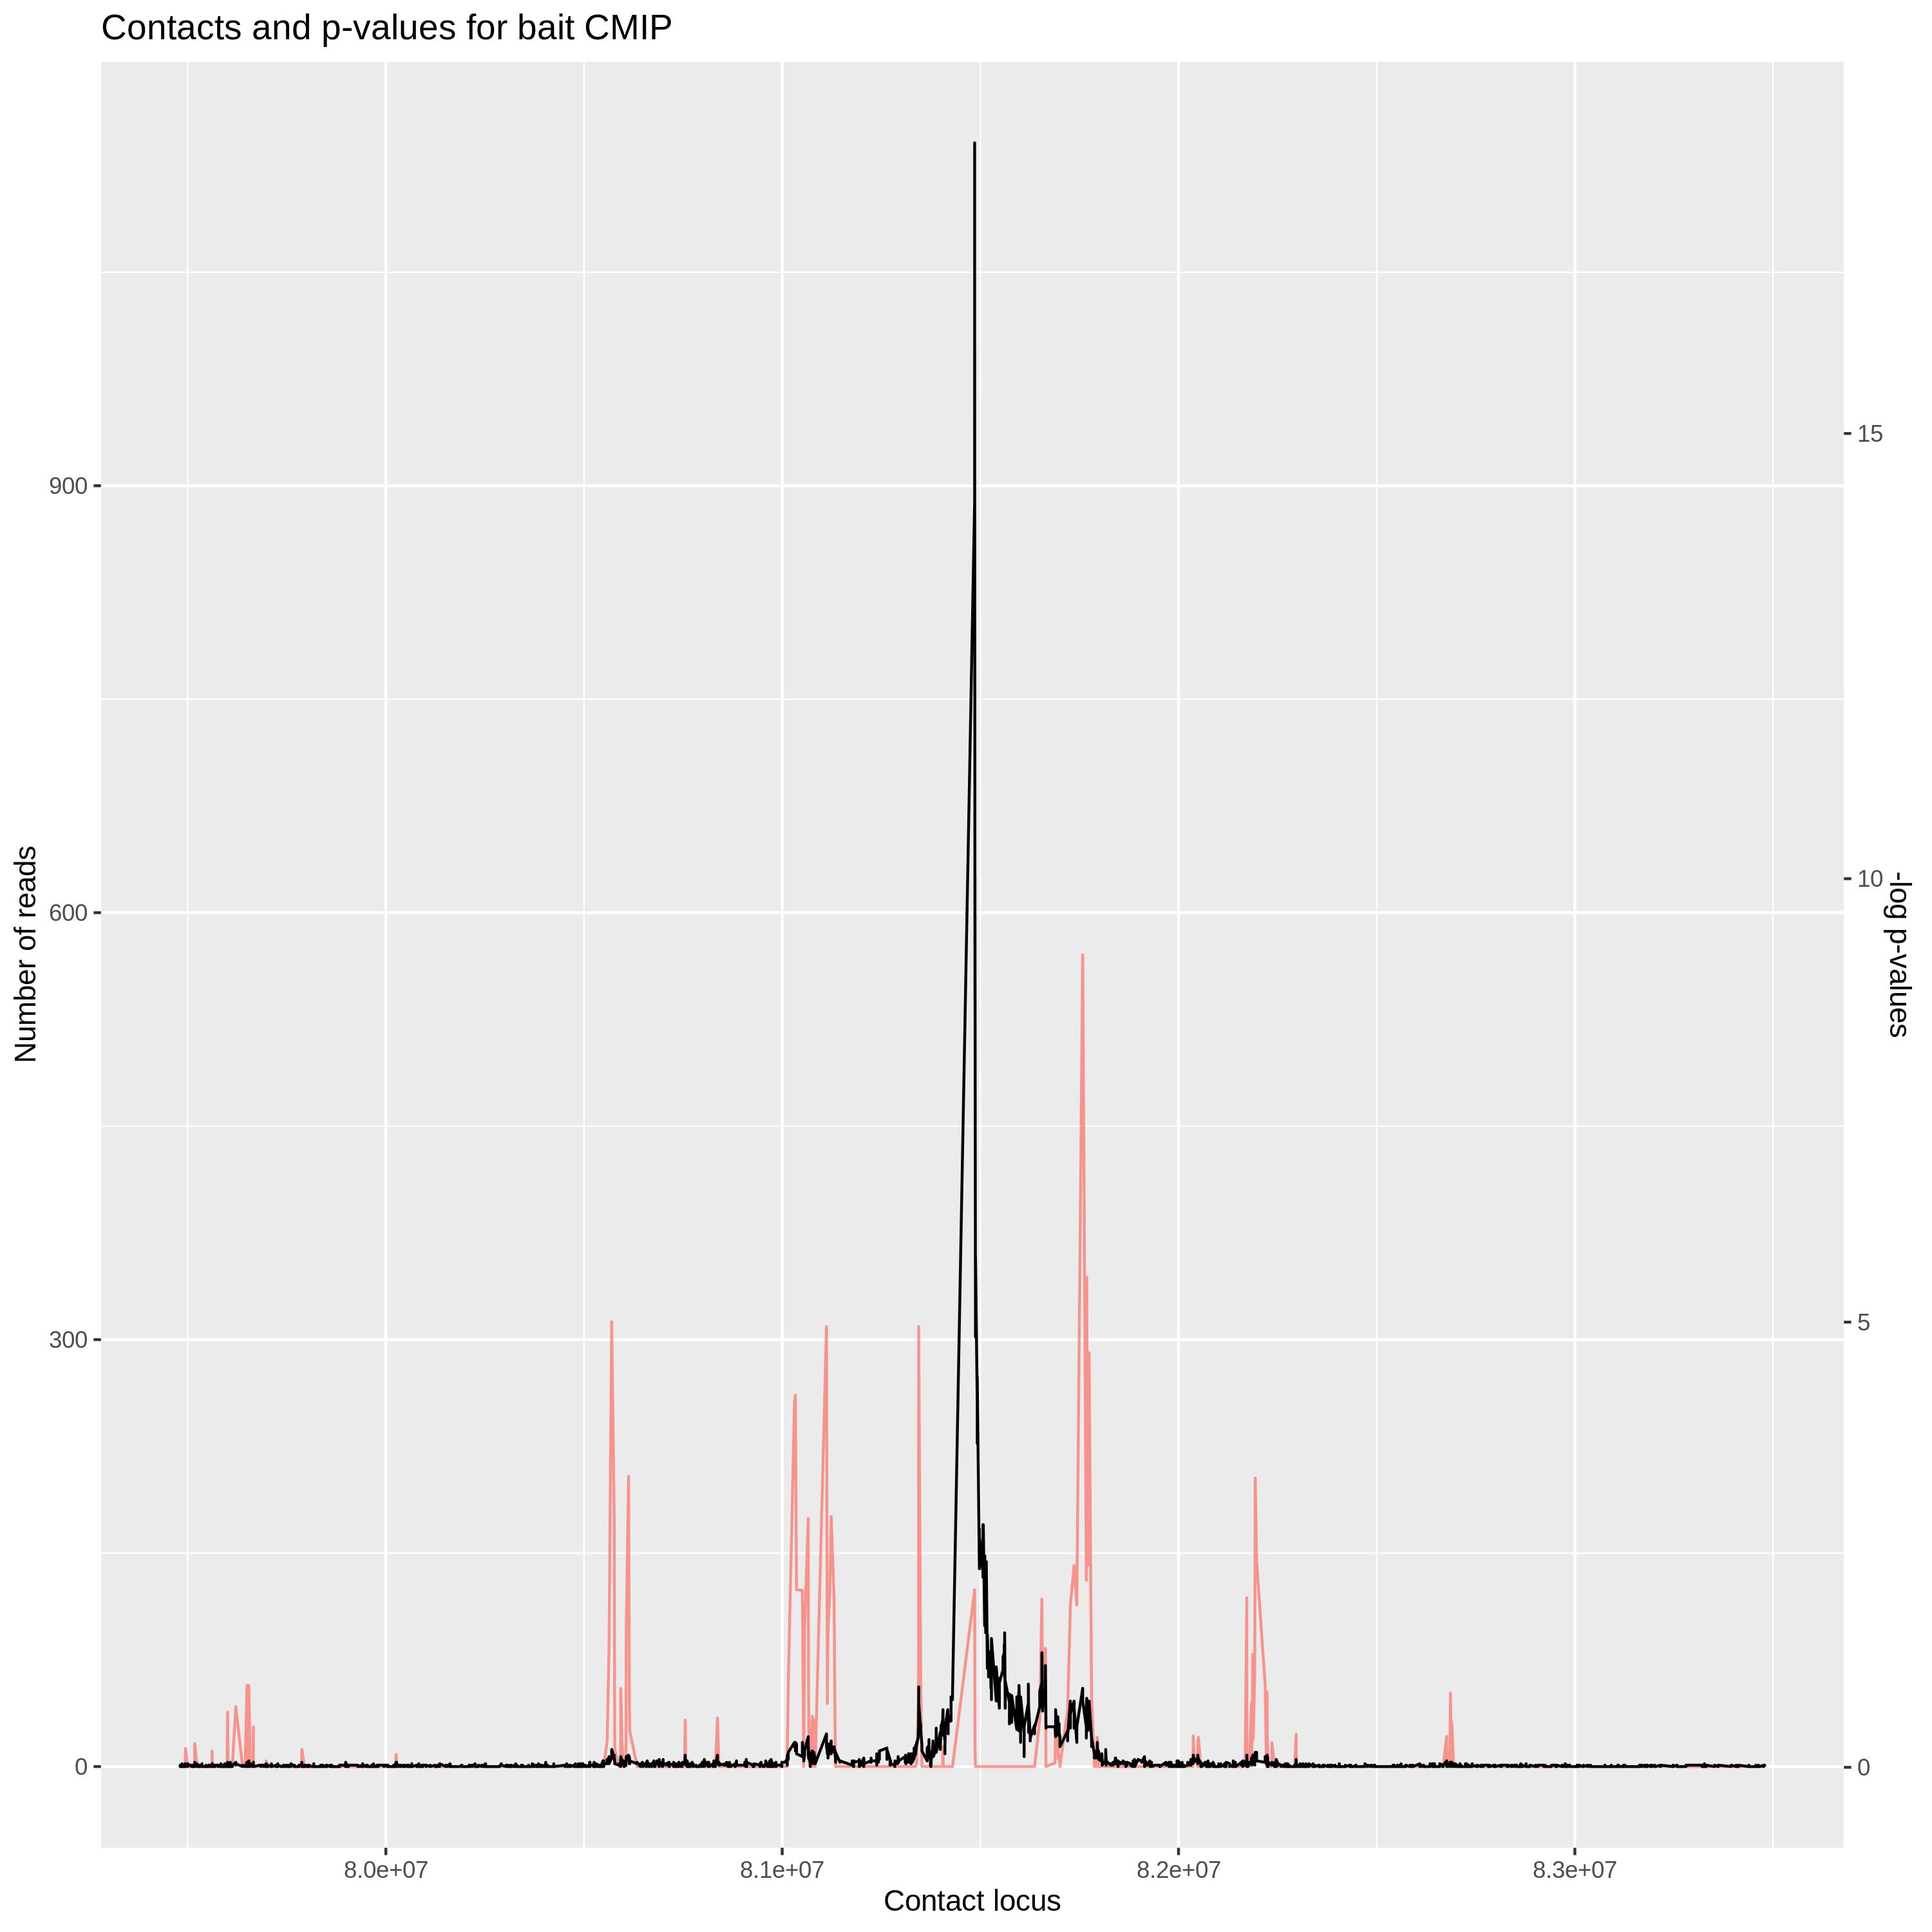 Contacts and p-values for bait CMIP
Number of reads
900
600
300
0
15
10
5
0
-log p-values
8.0e+07
8.1e+07
8.2e+07
8.3e+07
Contact locus